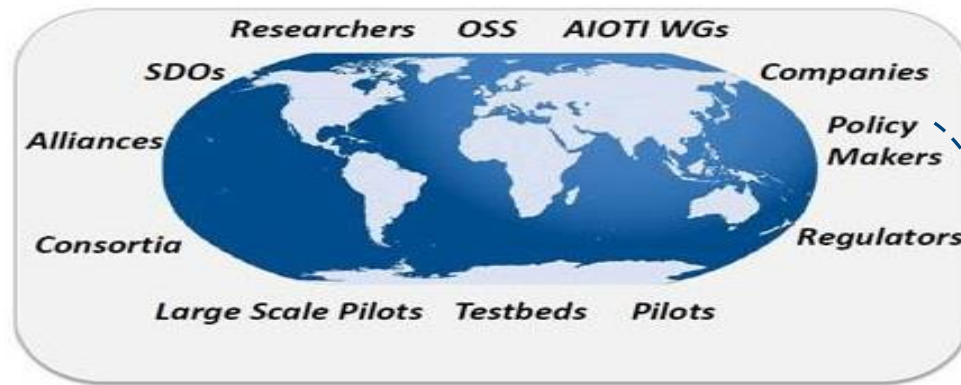 Researchers OSS AIOTI WGs
SDOs
Companies
Alliances
Policy
Makers
Consortia
Regulators
Large Scale Pilots Testbeds Pilots